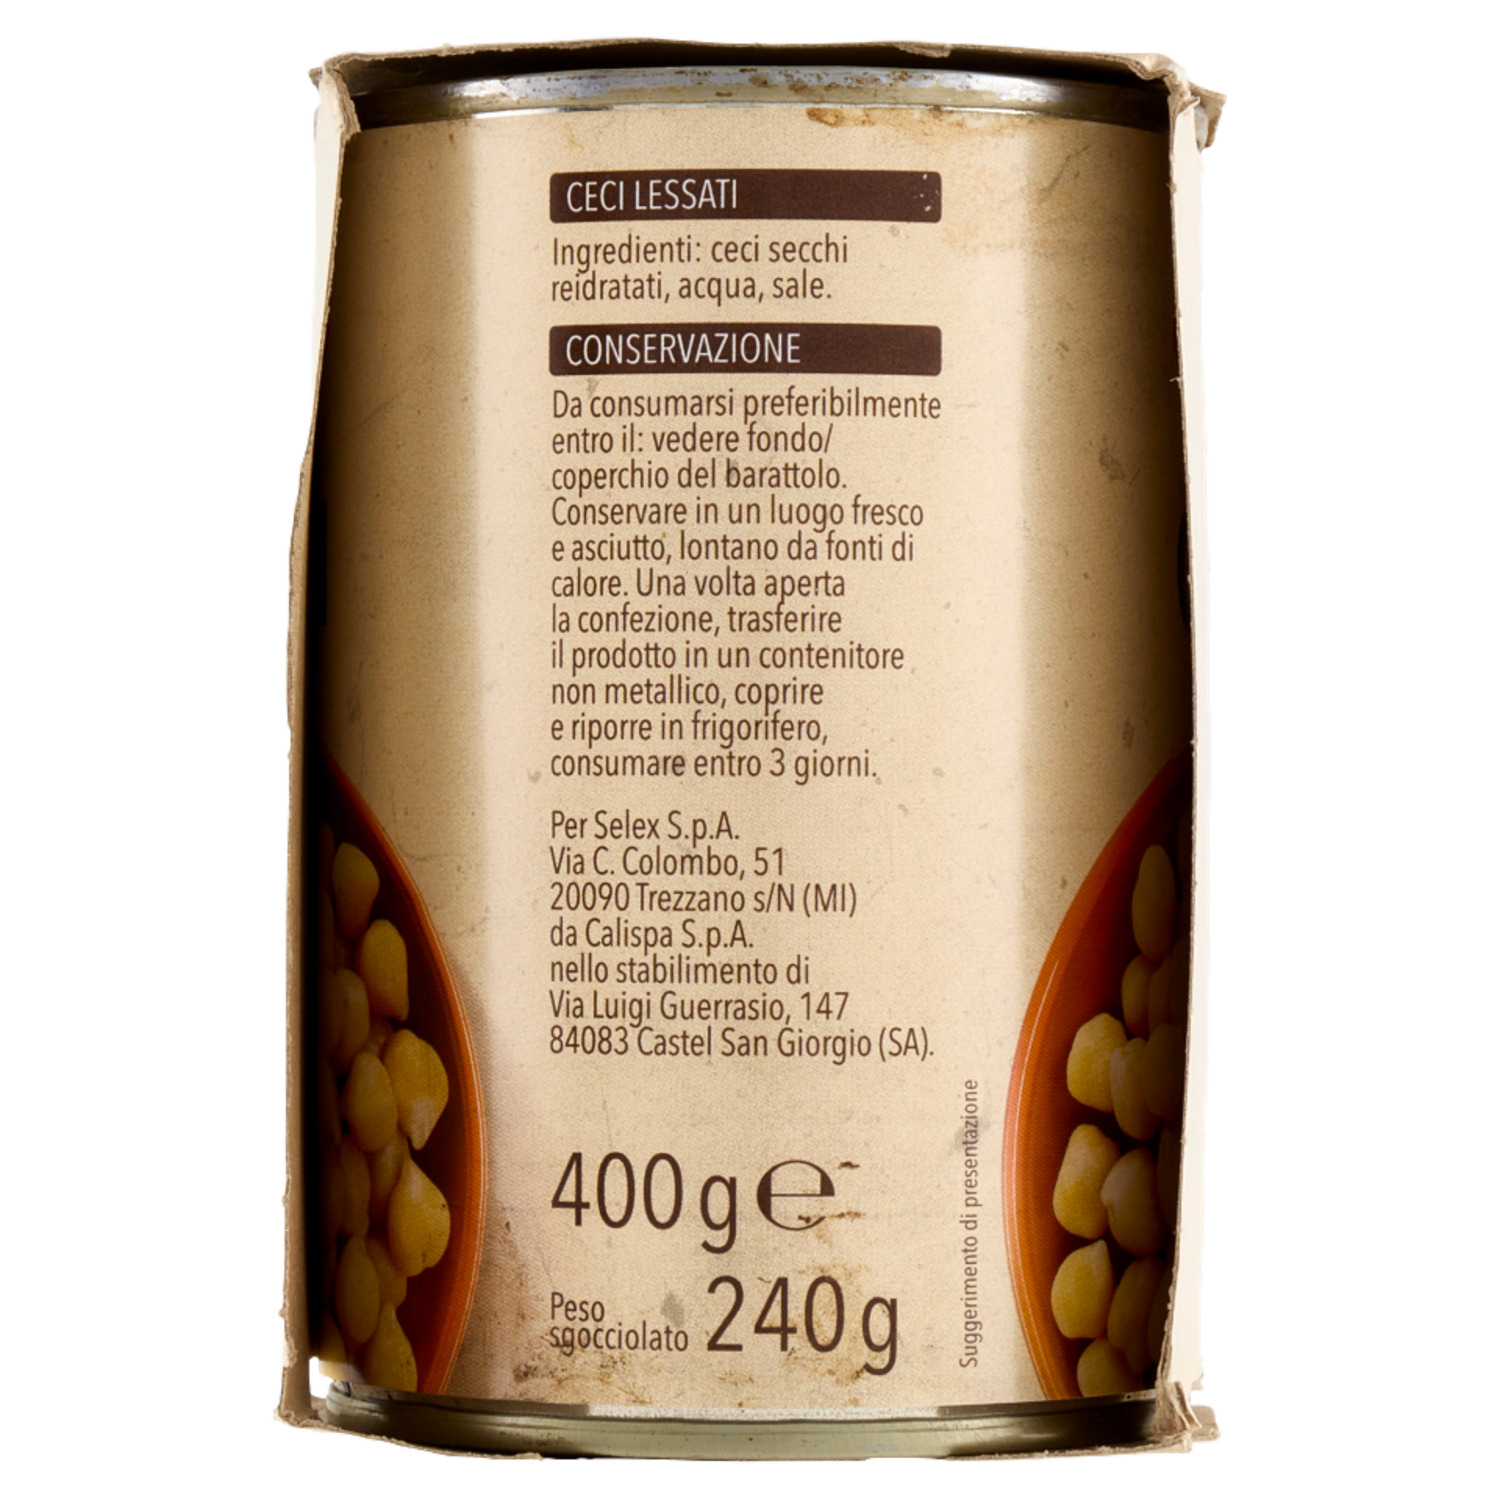 CECI LESSATI
Ingredienti: ceci secchi
reidratati, acqua, sale.
CONSERVAZIONE
Da consumarsi preferibilmente
entro il: vedere fondo/
coperchio del barattolo.
Conservare in un luogo fresco
e asciutto, lontano da fonti di
calore. Una volta aperta
la confezione, trasferire
il prodotto in un contenitore
non metallico, coprire
e riporre in frigorifero,
consumare entro 3 giorni.
Per Selex S.p.A.
Via C. Colombo, 51
20090 Trezzano s/N (MI)
da Calispa S.p.A.
nello stabilimento di
Via Luigi Guerrasio, 147
84083 Castel San Giorgio (SA).
400 g ℮
Peso
sgocciolato 240 g
Suggerimento di presentazione